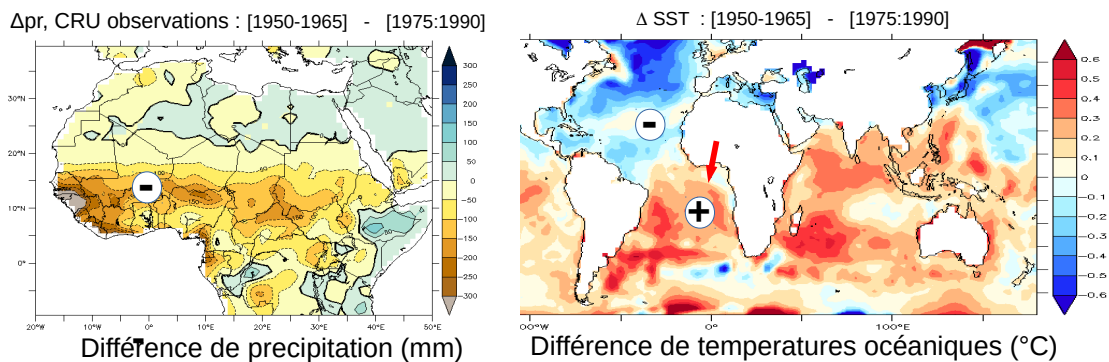 Δpr, CRU observations : [1950-1965] - [1975:1990]
300
250
200
150
100
50
0
-50
-100
-150
-200
-250
-300
30°N
20°N
10°N
0°
20°W
10°W
0°
10°E
20°E
30°E
40°E
50°E
Différence de precipitation (mm)
Δ SST : [1950-1965] - [1975:1990]
-
+
0.6
0.5
0.4
0.3
0.2
0.1
0
-0.1
-0.2
-0.3
-0.4
-0.5
-0.6
00°W
0°
100°E
Différence de temperatures océaniques (°C)